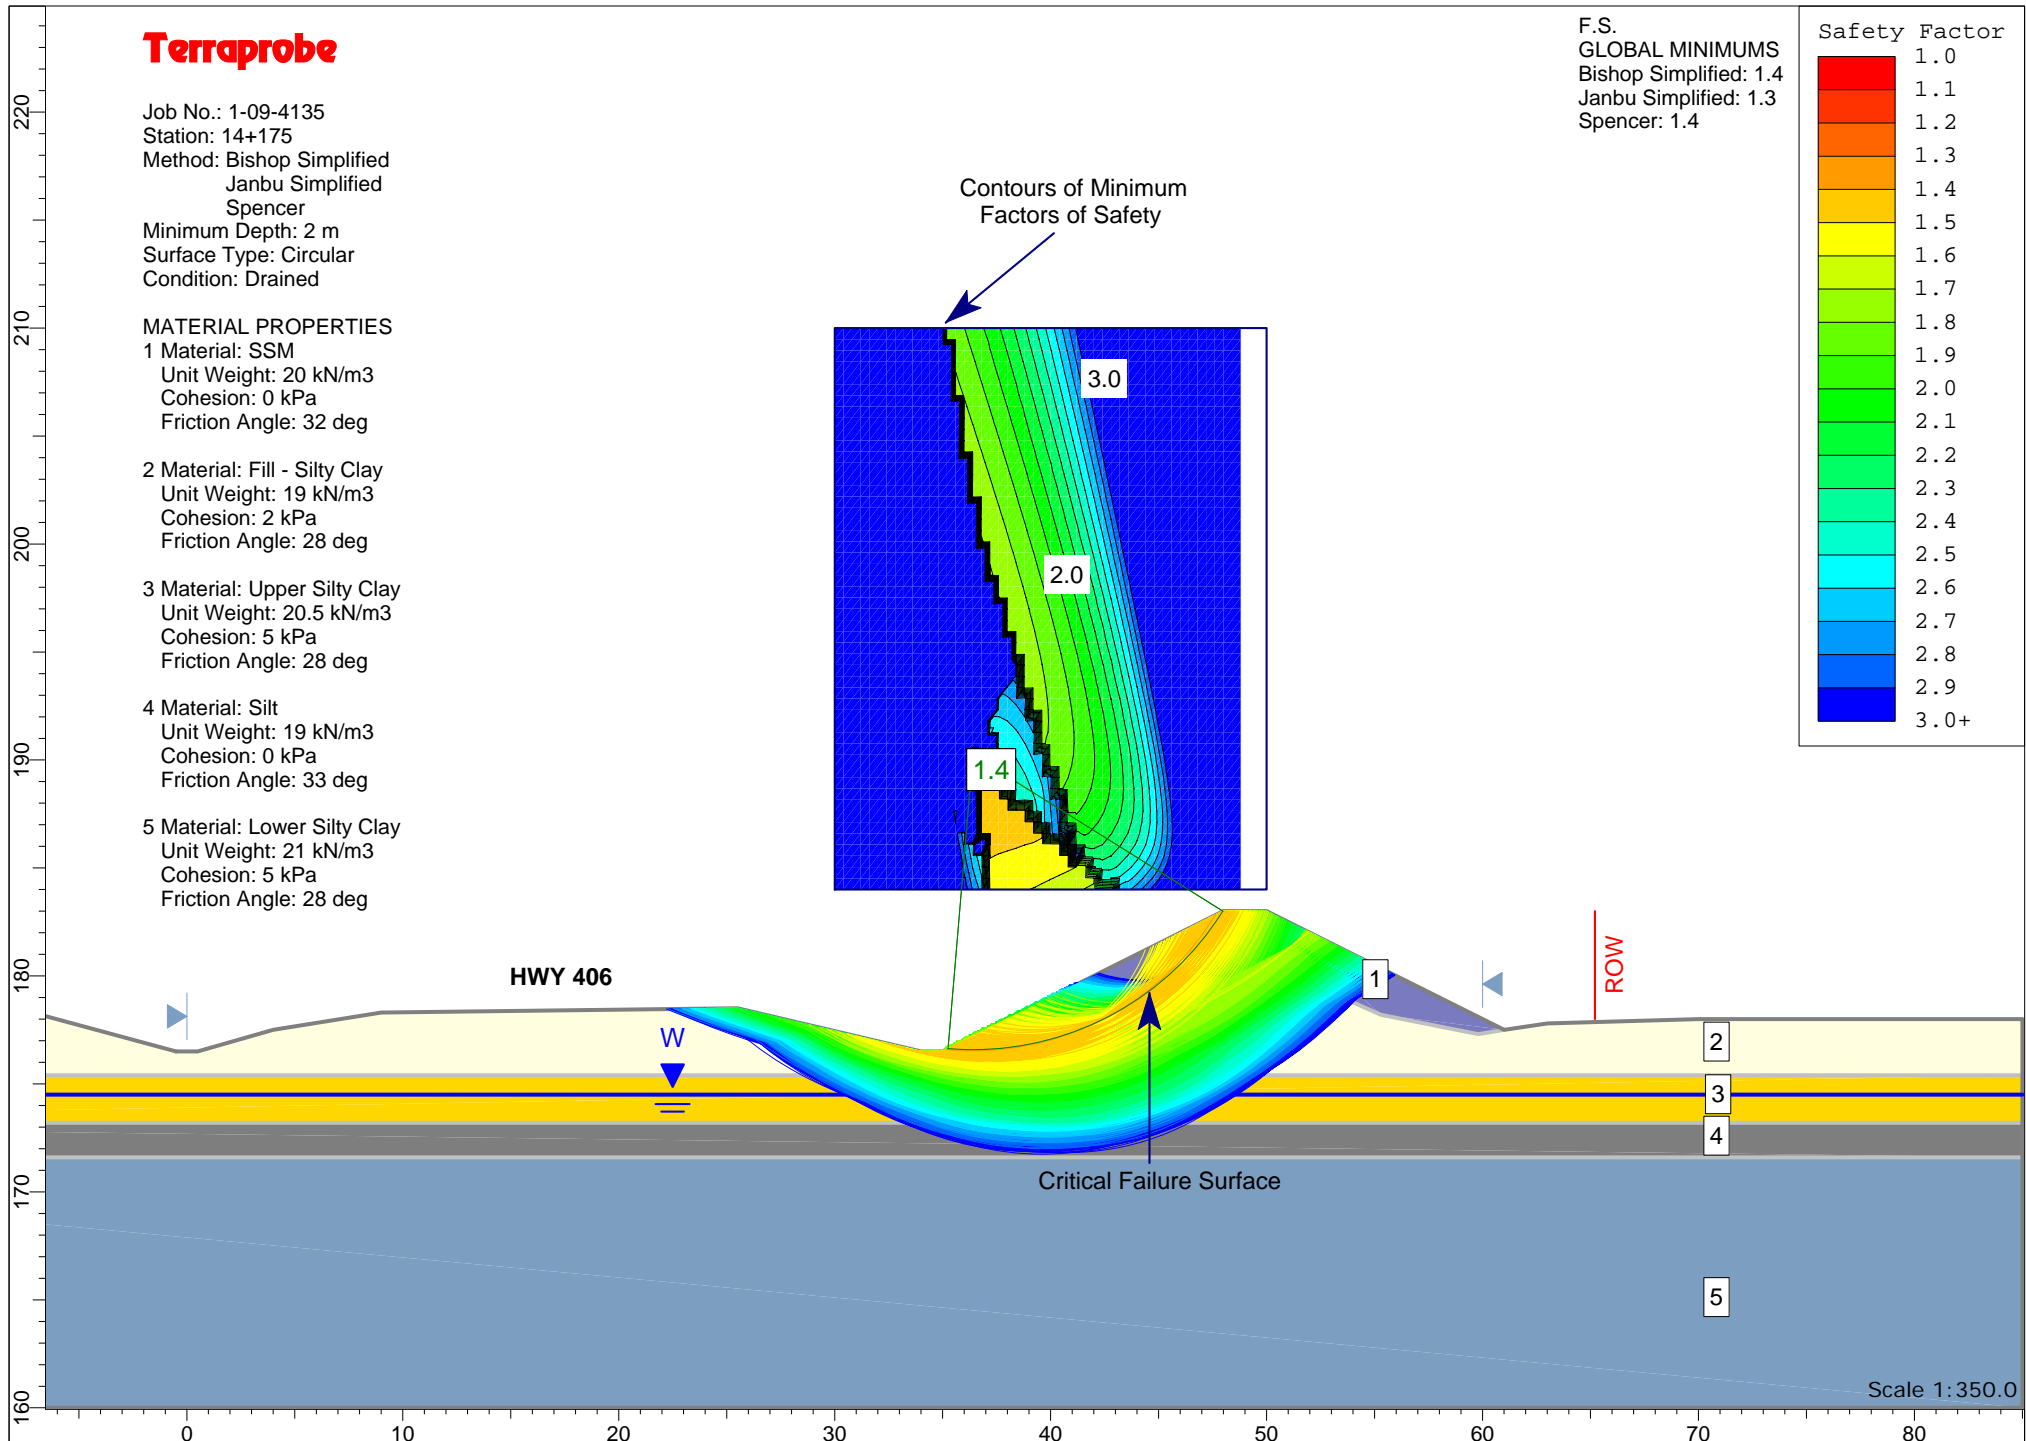 Terraprobe
Job No.: 1-09-4135
Station: 14+175
Method: Bishop Simplified
Janbu Simplified
Spencer
Minimum Depth: 2 m
Surface Type: Circular
Condition: Drained
MATERIAL PROPERTIES
1 Material: SSM
Unit Weight: 20 kN/m3
Cohesion: 0 kPa
Friction Angle: 32 deg
2 Material: Fill - Silty Clay
Unit Weight: 19 kN/m3
Cohesion: 2 kPa
Friction Angle: 28 deg
3 Material: Upper Silty Clay
Unit Weight: 20.5 kN/m3
Cohesion: 5 kPa
Friction Angle: 28 deg
4 Material: Silt
Unit Weight: 19 kN/m3
Cohesion: 0 kPa
Friction Angle: 33 deg
5 Material: Lower Silty Clay
Unit Weight: 21 kN/m3
Cohesion: 5 kPa
Friction Angle: 28 deg
F.S.
GLOBAL MINIMUMS
Bishop Simplified: 1.4
Janbu Simplified: 1.3
Spencer: 1.4
Safety Factor
1.0
1.1
1.2
1.3
1.4
1.5
1.6
1.7
1.8
1.9
2.0
2.1
2.2
2.3
2.4
2.5
2.6
2.7
2.8
2.9
3.0+
Contours of Minimum
Factors of Safety
3.0
2.0
1.4
HWY 406
W
1
ROW
2
3
4
5
Critical Failure Surface
Scale 1:350.0
220
210
200
190
180
170
160
0
10
20
30
40
50
60
70
80